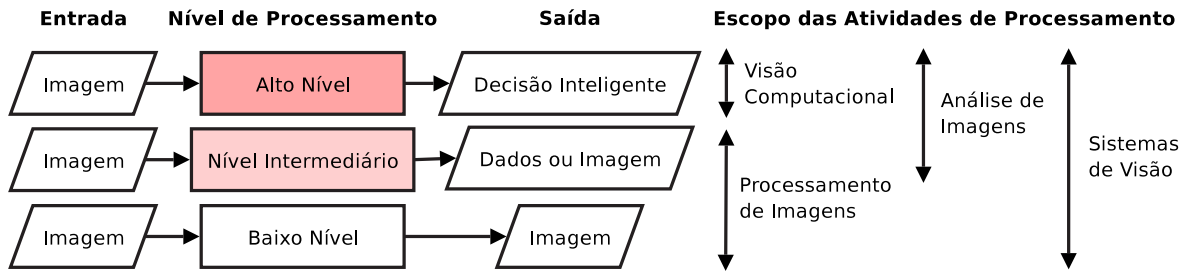 Entrada
Nível de Processamento
Saída
Escopo das Atividades de Processamento
Imagem
Alto Nível
Decisão Inteligente
Imagem
Nível Intermediário
Dados ou Imagem
Imagem
Baixo Nível
Imagem
Visão
Computacional
Processamento
de Imagens
Análise de
Imagens
Sistemas
de Visão